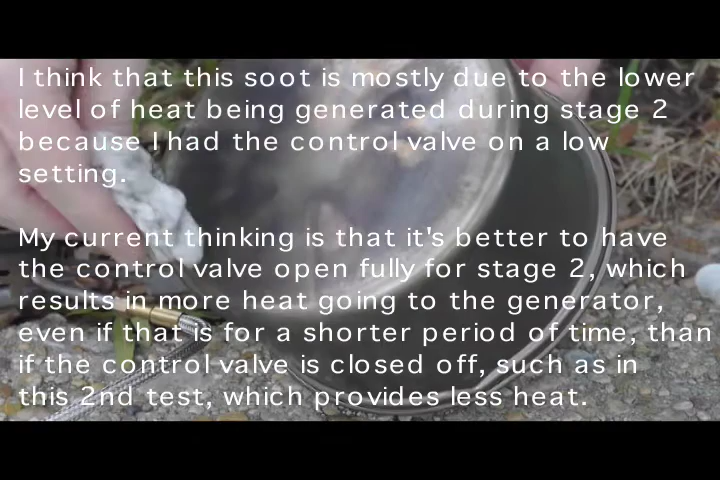 I think that this soot is mostly due to the lower
level of heat being generated during stage 2
because I had the control valve on a low
setting.
My current thinking is that it's better to have
the control valve open fully for stage 2, which
results in more heat going to the generator,
even if that is for a shorter period of time, than
if the control valve is closed off, such as in
this 2nd test, which provides less heat.